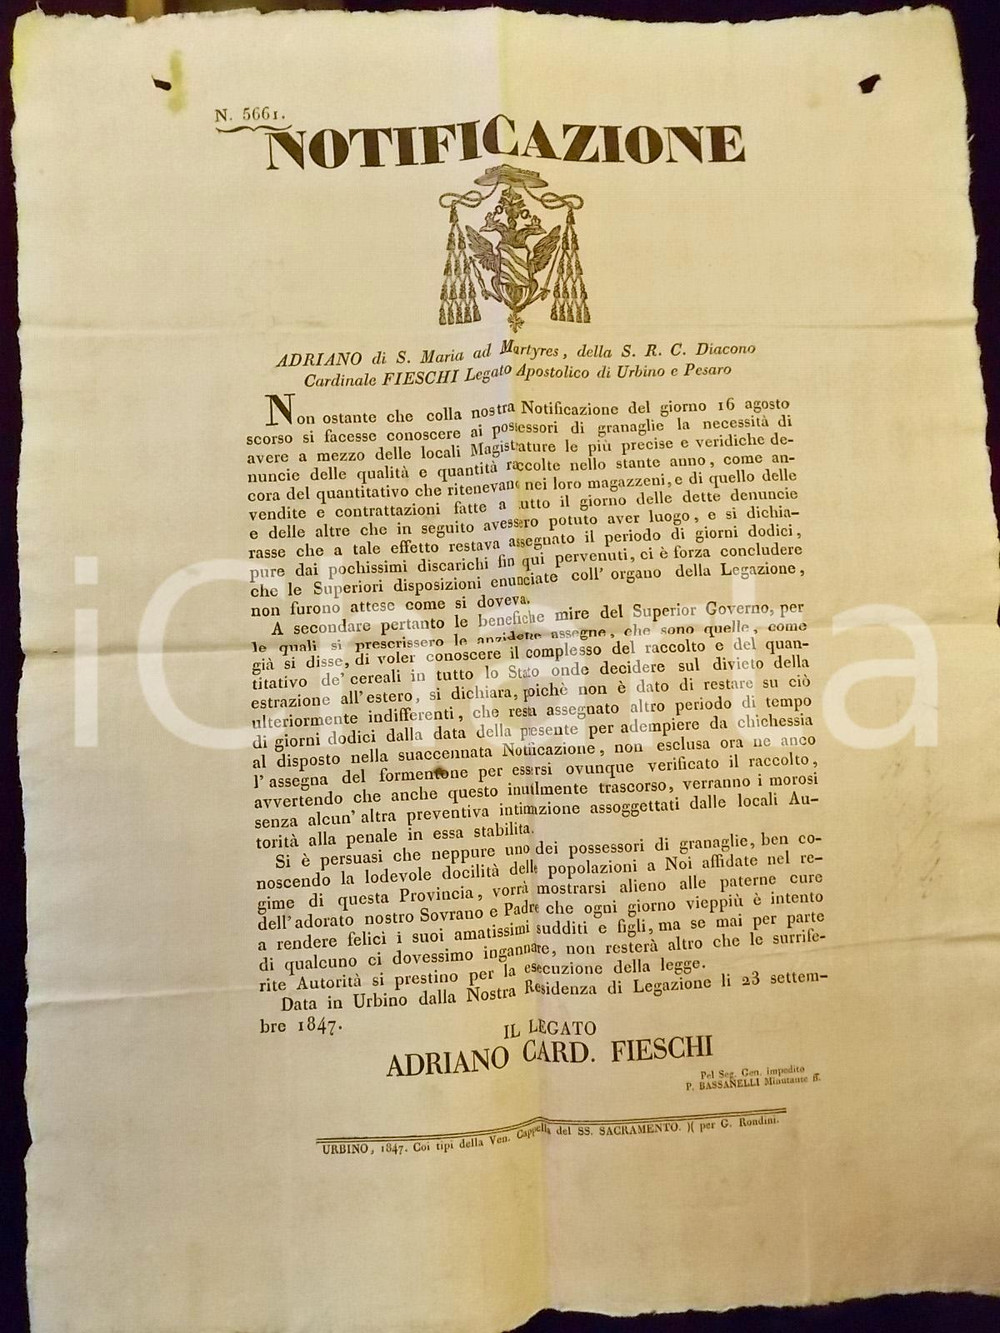 N. 5661.
NOTIFICAZIONE
ADRIANO di S. Maria ad Martyres, della S. R. C. Diacono
Cardinale FIESCHI Legato Apostolico di Urbino e Pesaro
Non ostante che colla nostra Notificazione del giorno 16 agosto
scorso si facesse conoscere ai possessori di granaglie la necessità di
avere a mezzo delle locali Magistrature le più precise e veridiche de-
nuncie delle qualità e quantità raccolte nello stante anno, come an-
cora del quantitativo che ritenevano nei loro magazzeni, e di quello delle
vendite e contrattazioni fatte a tutto il giorno delle dette denuncie
e delle altre che in seguito avessero potuto aver luogo, e si dichia-
rasse che a tale effetto restava assegnato il periodo di giorni dodici,
pure dai pochissimi discarichi fin qui pervenuti, ci è forza concludere
che le Superiori disposizioni enunciate coll' organo della Legazione,
non furono attese come si doveva.
A secondare pertanto le benefiche mire del Superior Governo, per
le quali si prescrissero le anzidette assegne, che sono quelle, come
già si disse, di voler conoscere il complesso del raccolto e del quan-
titativo de' cereali in tutto lo Stato onde decidere sul divieto della
estrazione all' estero, si dichiara, poichè non è dato di restare su ciò
ulteriormente indifferenti, che resta assegnato altro periodo di tempo
di giorni dodici dalla data della presente per adempiere da chichessia
al disposto nella suaccennata Notificazione, non esclusa ora ne anco
l' assegna del formentone per essersi ovunque verificato il raccolto,
avvertendo che anche questo inutilmente trascorso, verranno i morosi
senza alcun' altra preventiva intimazione assoggettati dalle locali Au-
torità alla penale in essa stabilita.
Si è persuasi che neppure uno dei possessori di granaglie, ben co-
noscendo la lodevole docilità delle popolazioni a Noi affidate nel re-
gime di questa Provincia, vorrà mostrarsi alieno alle paterne cure
dell' adorato nostro Sovrano e Padre che ogni giorno vieppiù è intento
a rendere felici i suoi amatissimi sudditi e figli, ma se mai per parte
di qualcuno ci dovessimo ingannare, non resterà altro che le surrife-
rite Autorità si prestino per la esecuzione della legge.
Data in Urbino dalla Nostra Residenza di Legazione li 23 settem-
bre 1847.
IL LEGATO
ADRIANO CARD. FIESCHI
Pel Seg. Gen. impedito
P. BASSANELLI Minutante ff.
URBINO, 1847. Coi tipi della Ven. Cappella del SS. SACRAMENTO. )( per G. Rondini.
iCharta